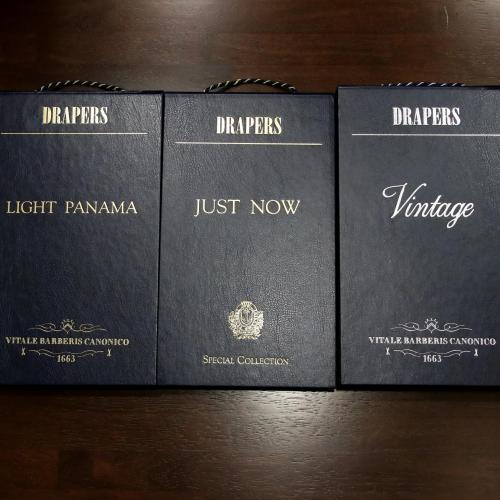 DRAPERS
LIGHT PANAMA
VITALE BARBERIS CANONICO
1663
DRAPERS
JUST NOW
SPECIAL COLLECTION
DRAPERS
Vintage
VITALE BARBERIS CANONICO
1663